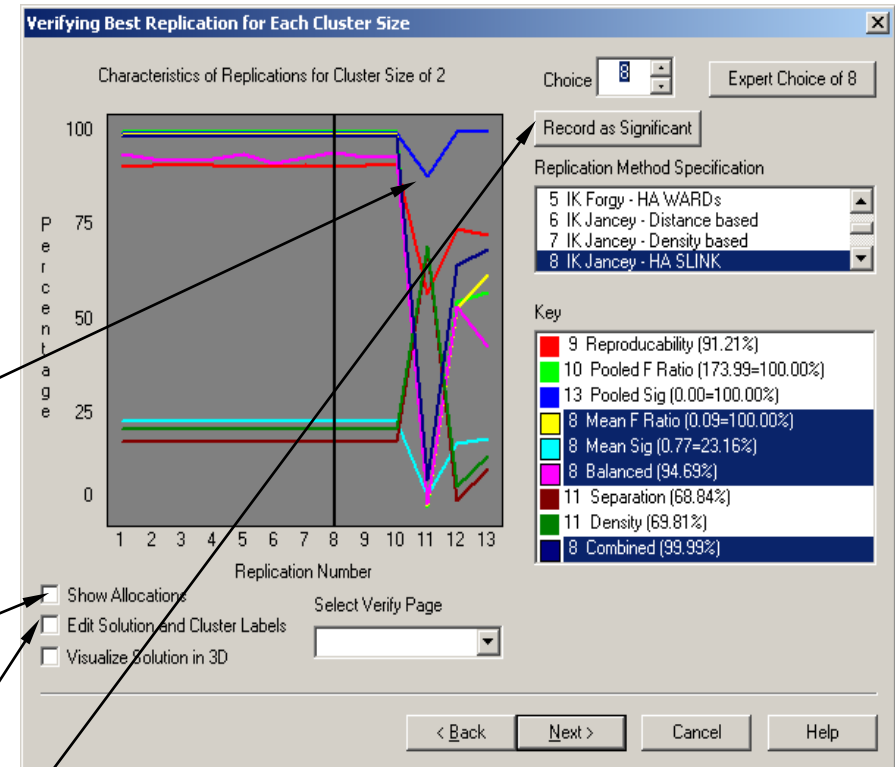 Verifying Best Replication for Each Cluster Size
Characteristics of Replications for Cluster Size of 2
Choice 8
Expert Choice of 8
Record as Significant
Replication Method Specification
5 IK Forgy - HA WARDs
6 IK Jancey - Distance based
7 IK Jancey - Density based
8 IK Jancey - HA SLINK
Key
9 Reproducability (91.21%)
10 Pooled F Ratio (173.99=100.00%)
13 Pooled Sig (0.00=100.00%)
8 Mean F Ratio (0.09=100.00%)
8 Mean Sig (0.77=23.16%)
8 Balanced (94.69%)
11 Separation (68.84%)
11 Density (69.81%)
8 Combined (99.99%)
Percentage
100
75
50
25
0
1 2 3 4 5 6 7 8 9 10 11 12 13
Replication Number
Show Allocations
Edit Solution and Cluster Labels
Visualize Solution in 3D
Select Verify Page
< Back
Next >
Cancel
Help